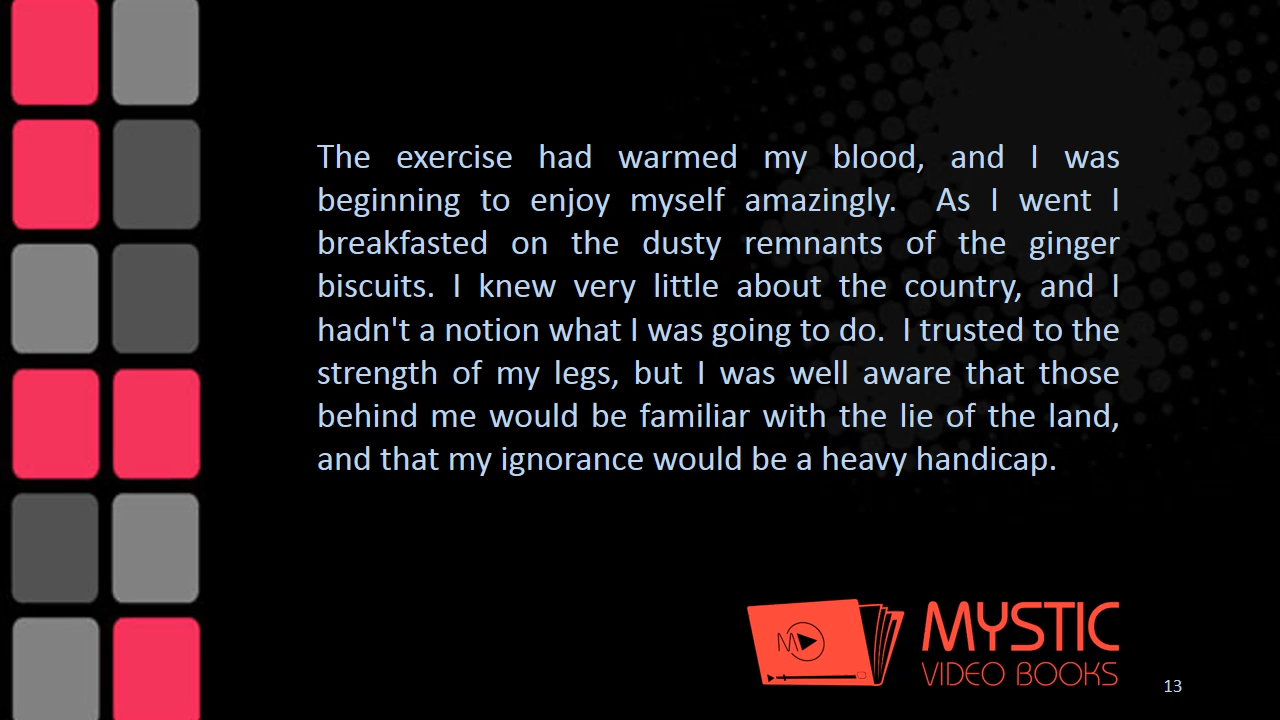 The exercise had warmed my blood, and I was
beginning to enjoy myself amazingly.  As I went I
breakfasted on the dusty remnants of the ginger
biscuits. I knew very little about the country, and I
hadn't a notion what I was going to do.  I trusted to the
strength of my legs, but I was well aware that those
behind me would be familiar with the lie of the land,
and that my ignorance would be a heavy handicap.
M
MYSTIC
VIDEO BOOKS
13